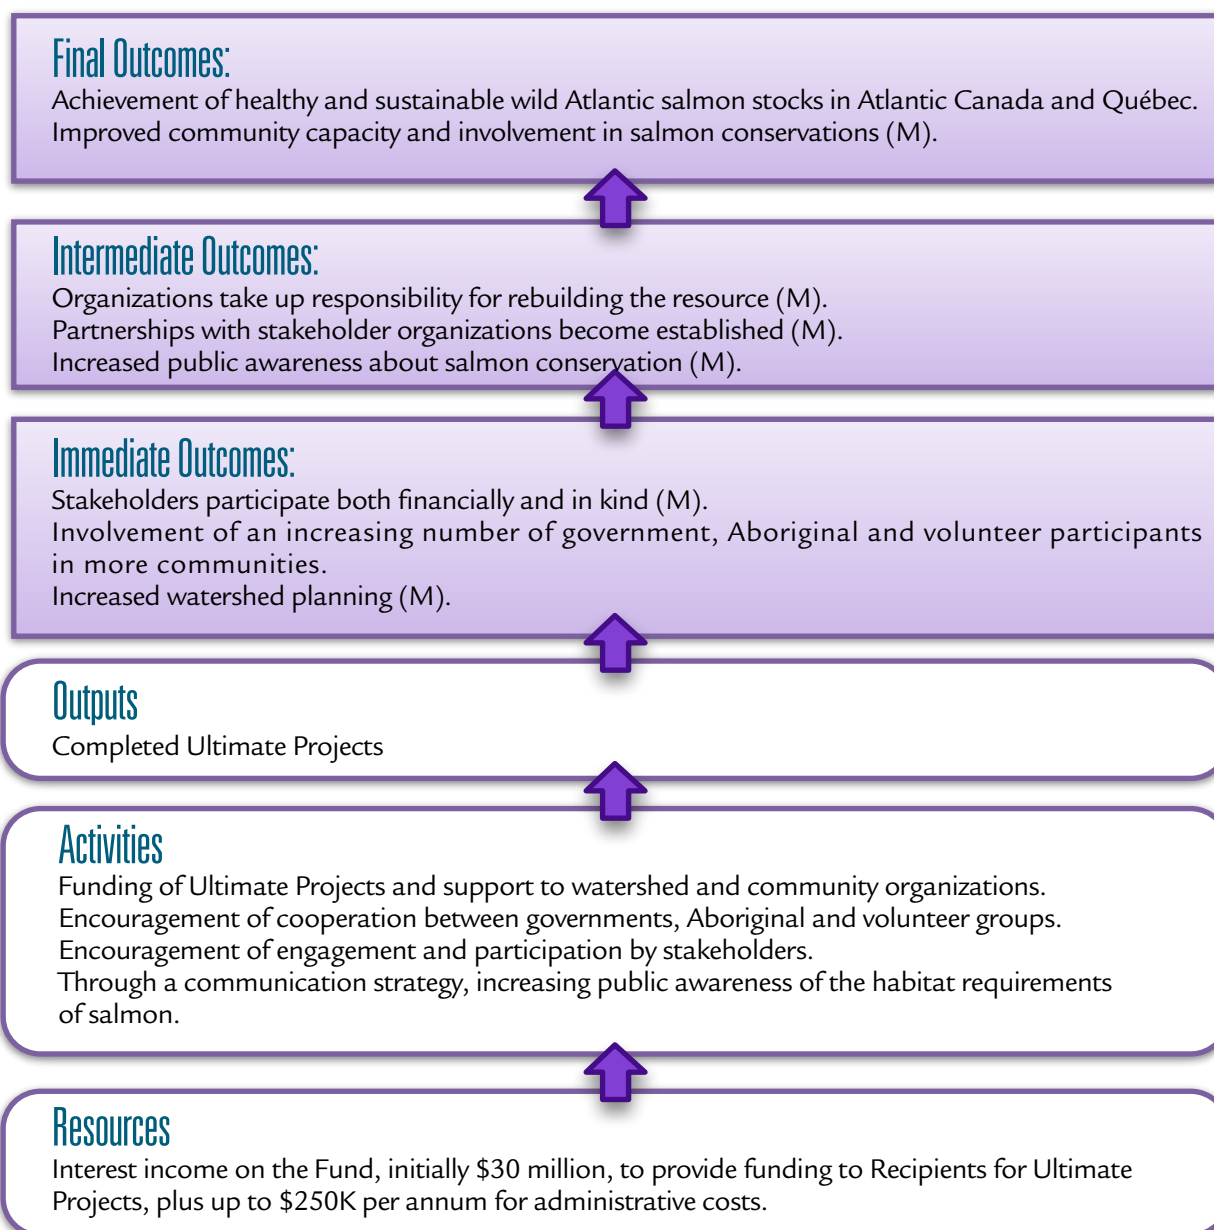 Final Outcomes:
Achievement of healthy and sustainable wild Atlantic salmon stocks in Atlantic Canada and Québec.
Improved community capacity and involvement in salmon conservations (M).
Intermediate Outcomes:
Organizations take up responsibility for rebuilding the resource (M).
Partnerships with stakeholder organizations become established (M).
Increased public awareness about salmon conservation (M).
Immediate Outcomes:
Stakeholders participate both financially and in kind (M).
Involvement of an increasing number of government, Aboriginal and volunteer participants
in more communities.
Increased watershed planning (M).
Outputs
Completed Ultimate Projects
Activities
Funding of Ultimate Projects and support to watershed and community organizations.
Encouragement of cooperation between governments, Aboriginal and volunteer groups.
Encouragement of engagement and participation by stakeholders.
Through a communication strategy, increasing public awareness of the habitat requirements
of salmon.
Resources
Interest income on the Fund, initially $30 million, to provide funding to Recipients for Ultimate
Projects, plus up to $250K per annum for administrative costs.